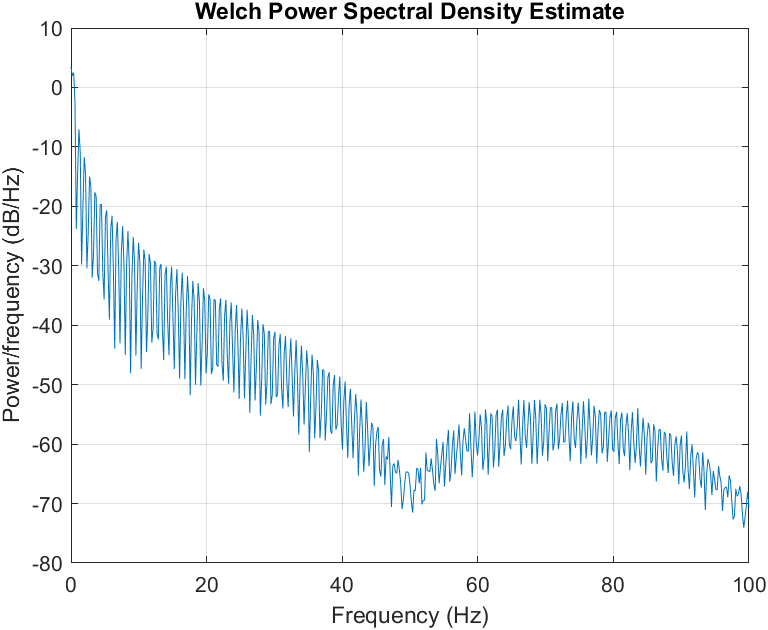 Welch Power Spectral Density Estimate
10
0
-10
-20
-30
-40
-50
-60
-70
-80
Power/frequency (dB/Hz)
0 20 40 60 80 100
Frequency (Hz)